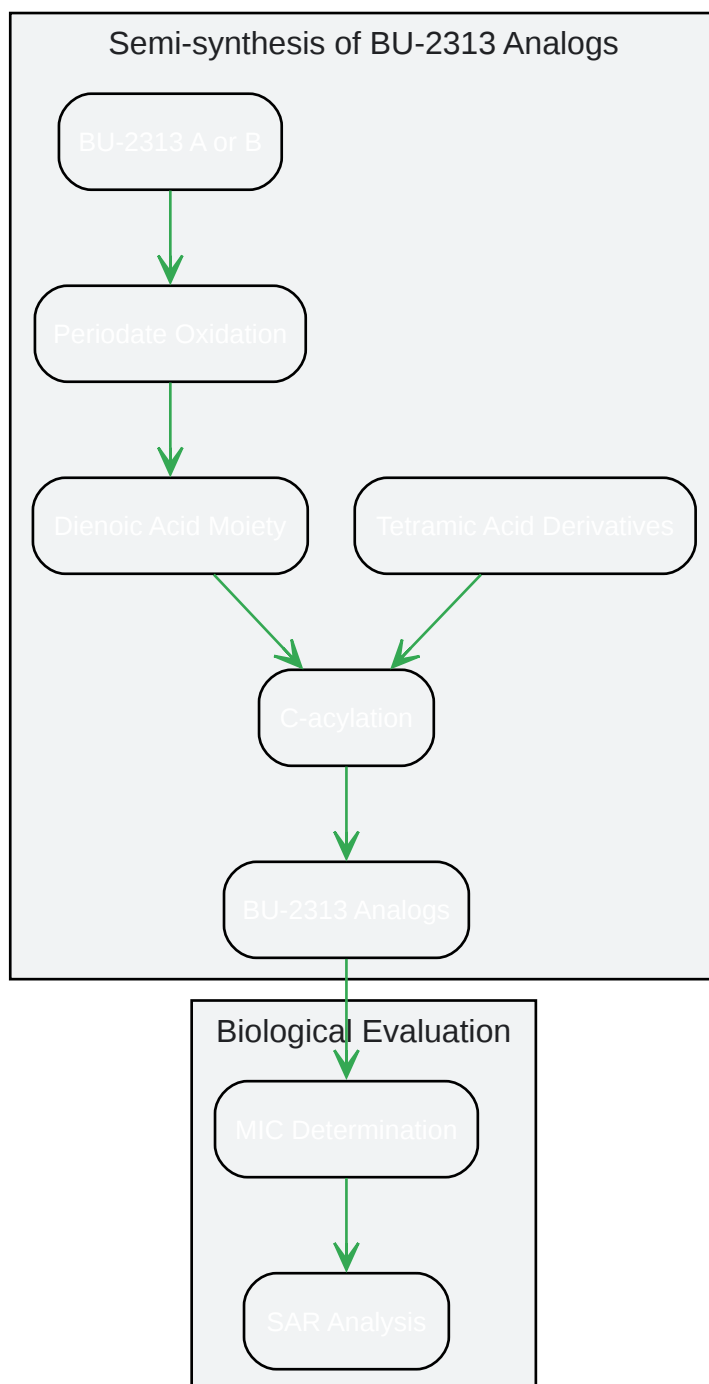 Semi-synthesis of BU-2313 Analogs
BU-2313 A or B
Periodate Oxidation
Dienoic Acid Moiety
Tetramic Acid Derivatives
C-acylation
BU-2313 Analogs
Biological Evaluation
MIC Determination
SAR Analysis